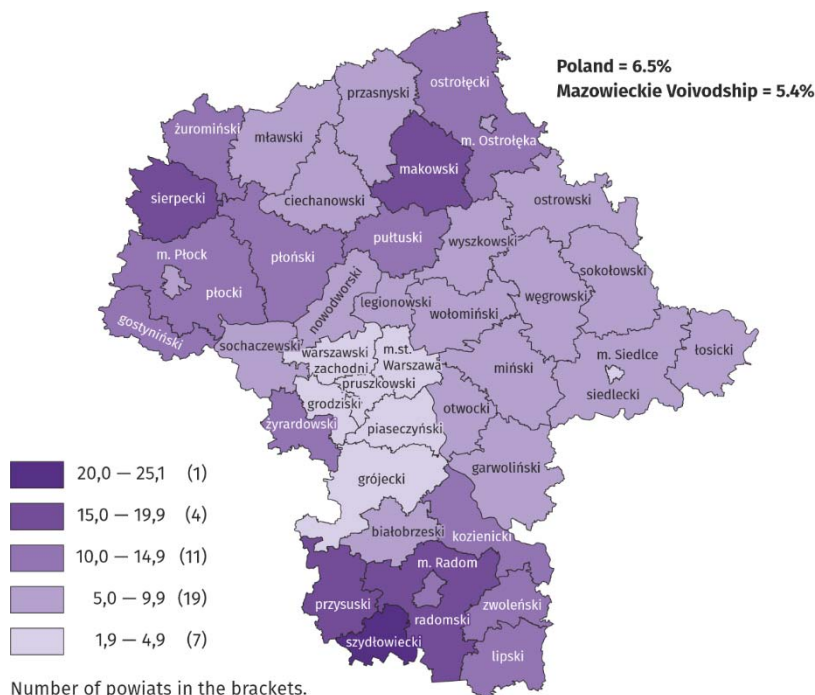 Poland = 6.5%
Mazowieckie Voivodship = 5.4%
ostrołęcki
przasnyski
żuromiński
mławski
m. Ostrołęka
makowski
sierpecki
ciechanowski
ostrowski
pułtuski
wyszkowski
m. Płock
płoński
sokołowski
płocki
nowodworski
legionowski
węgrowski
wołomiński
gostyniński
sochaczewski
warszawski
zachodni
m.st.
Warszawa
miński
m. Siedlce
łosicki
pruszkowski
siedlecki
grodziski
otwocki
żyrardowski
piaseczyński
garwoliński
grójecki
białobrzeski
kozienicki
m. Radom
przysuski
zwoleński
radomski
szydłowiecki
lipski
20,0 — 25,1 (1)
15,0 — 19,9 (4)
10,0 — 14,9 (11)
5,0 — 9,9 (19)
1,9 — 4,9 (7)
Number of powiats in the brackets.